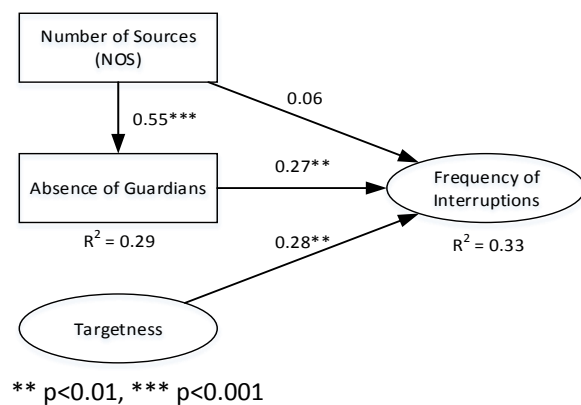 Number of Sources
(NOS)
0.06
0.55***
Absence of Guardians
0.27**
Frequency of
Interruptions
R² = 0.29
R² = 0.33
0.28**
Targetness
** p<0.01, *** p<0.001